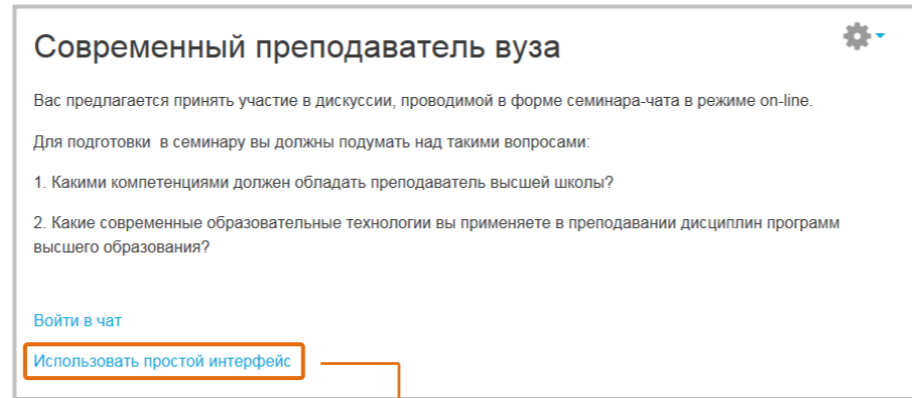 Современный преподаватель вуза
Вас предлагается принять участие в дискуссии, проводимой в форме семинара-чата в режиме on-line.
Для подготовки в семинару вы должны подумать над такими вопросами:
1. Какими компетенциями должен обладать преподаватель высшей школы?
2. Какие современные образовательные технологии вы применяете в преподавании дисциплин программ
высшего образования?
Войти в чат
Использовать простой интерфейс